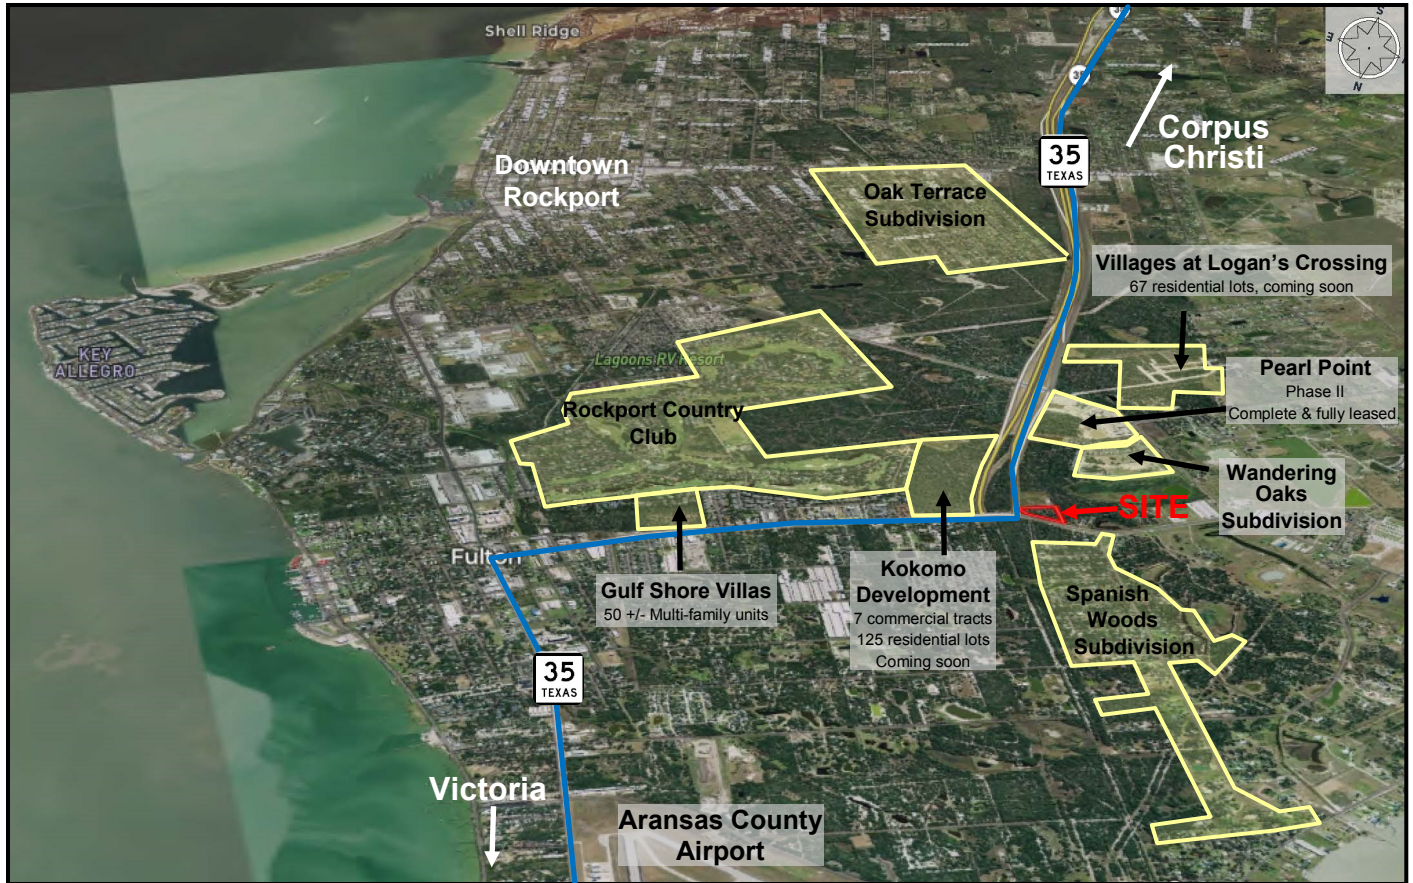 Shell Ridge
35
35
S
E
N
Corpus
Christi
35
TEXAS
Downtown
Rockport
Oak Terrace
Subdivision
Villages at Logan's Crossing
67 residential lots, coming soon
KEY
ALLEGRO
Lagoons RV Resort
Pearl Point
Phase II
Complete & fully leased.
Rockport Country
Club
Wandering
Oaks
Subdivision
SITE
Fulton
Gulf Shore Villas
50 +/- Multi-family units
Kokomo
Development
7 commercial tracts
125 residential lots
Coming soon
Spanish
Woods
Subdivision
35
TEXAS
Victoria
Aransas County
Airport